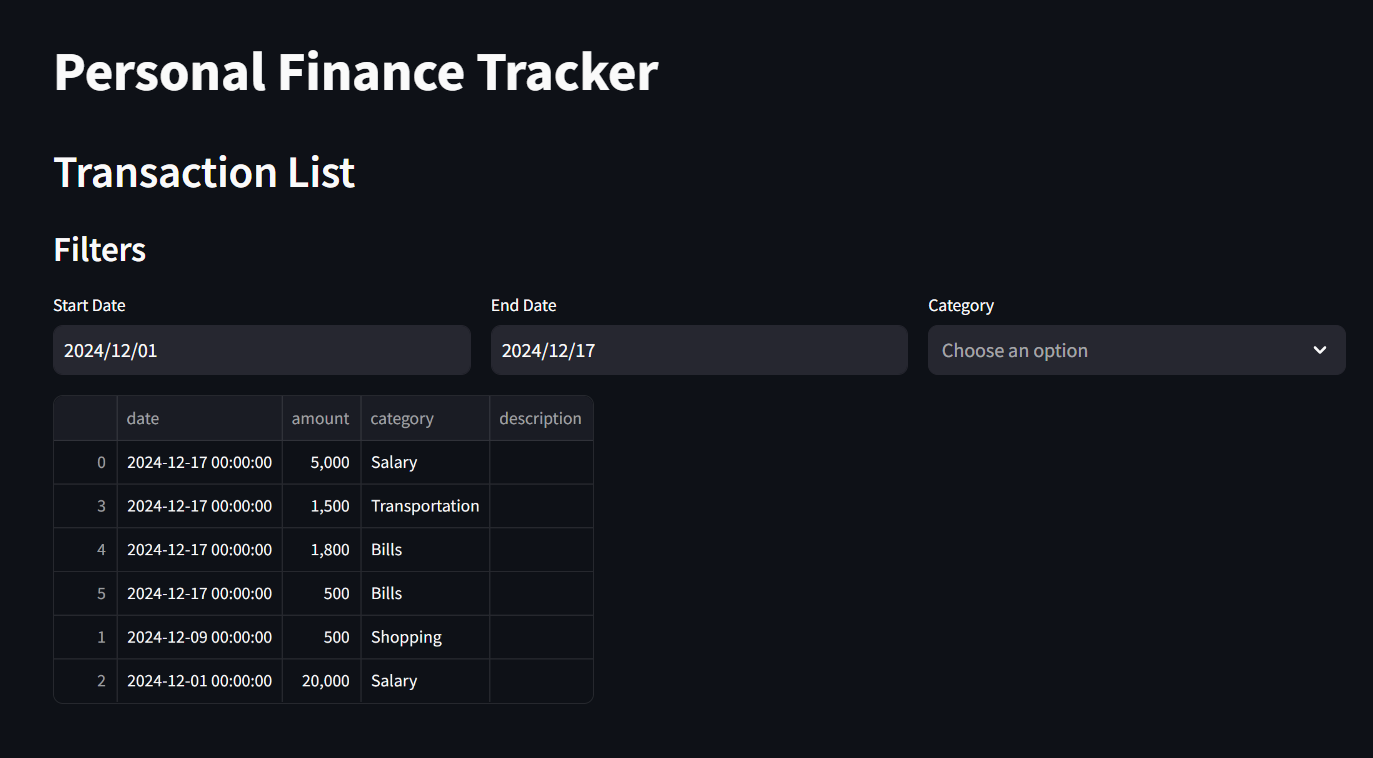 Personal Finance Tracker
Transaction List
Filters
Start Date End Date Category
2024/12/01 2024/12/17 Choose an option
date amount category description
0 2024-12-17 00:00:00 5,000 Salary
3 2024-12-17 00:00:00 1,500 Transportation
4 2024-12-17 00:00:00 1,800 Bills
5 2024-12-17 00:00:00 500 Bills
1 2024-12-09 00:00:00 500 Shopping
2 2024-12-01 00:00:00 20,000 Salary